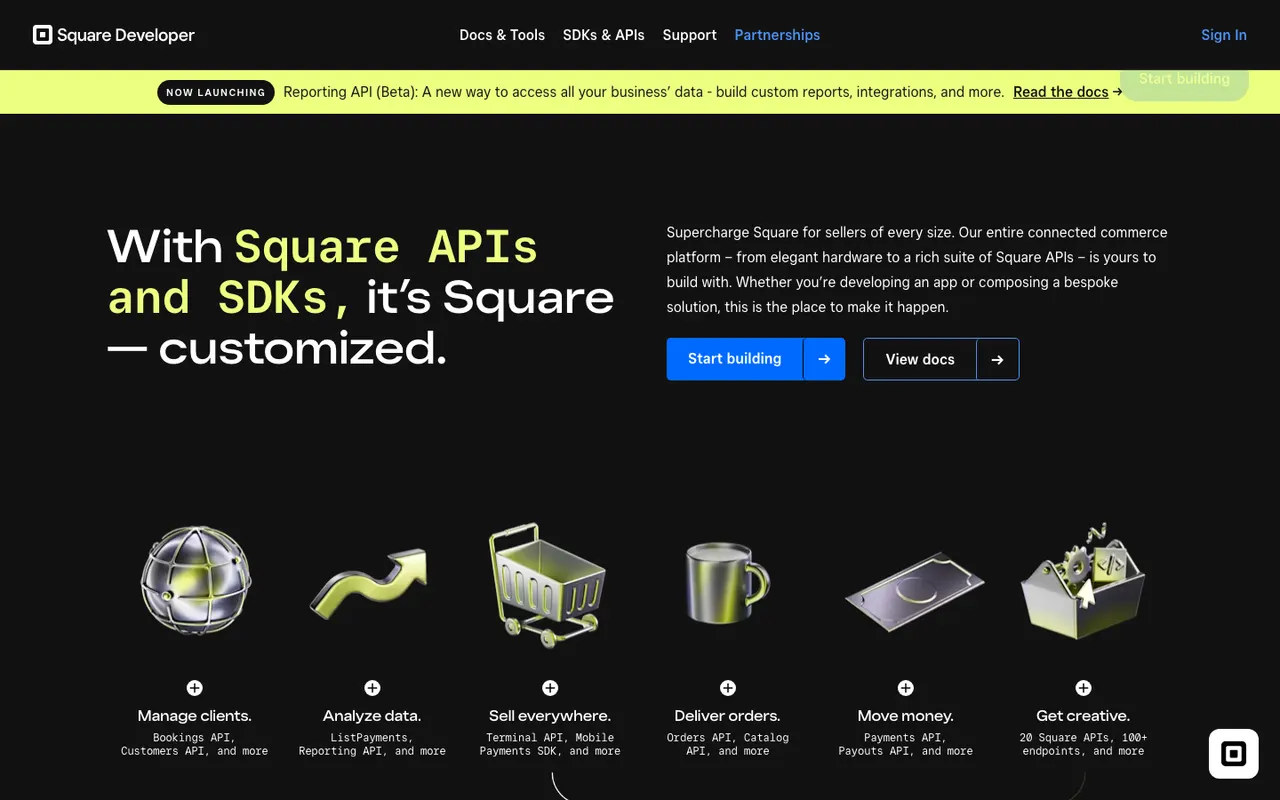 Square Developer
Docs & Tools
SDKs & APIs
Support
Partnerships
Sign In
NOW LAUNCHING
Reporting API (Beta): A new way to access all your business’ data - build custom reports, integrations, and more.
Read the docs →
Start building
With Square APIs
and SDKs, it’s Square
— customized.
Supercharge Square for sellers of every size. Our entire connected commerce
platform – from elegant hardware to a rich suite of Square APIs – is yours to
build with. Whether you’re developing an app or composing a bespoke
solution, this is the place to make it happen.
Start building →
View docs →
Manage clients.
Bookings API,
Customers API, and more
Analyze data.
ListPayments,
Reporting API, and more
Sell everywhere.
Terminal API, Mobile
Payments SDK, and more
Deliver orders.
Orders API, Catalog
API, and more
Move money.
Payments API,
Payouts API, and more
Get creative.
20 Square APIs, 100+
endpoints, and more